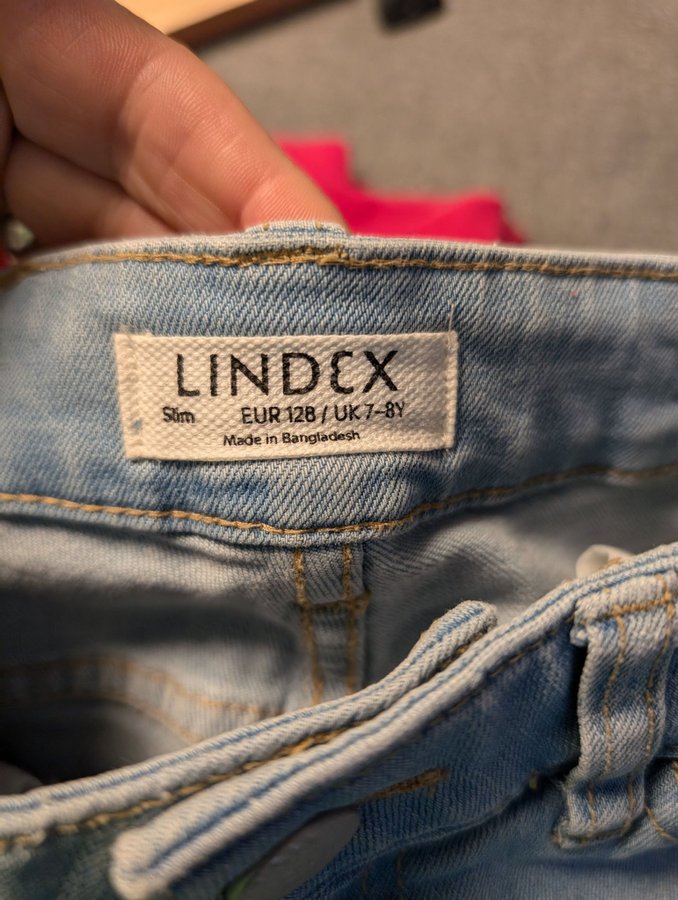 LINDEX
Slim EUR 128 / UK 7-8Y
Made in Bangladesh